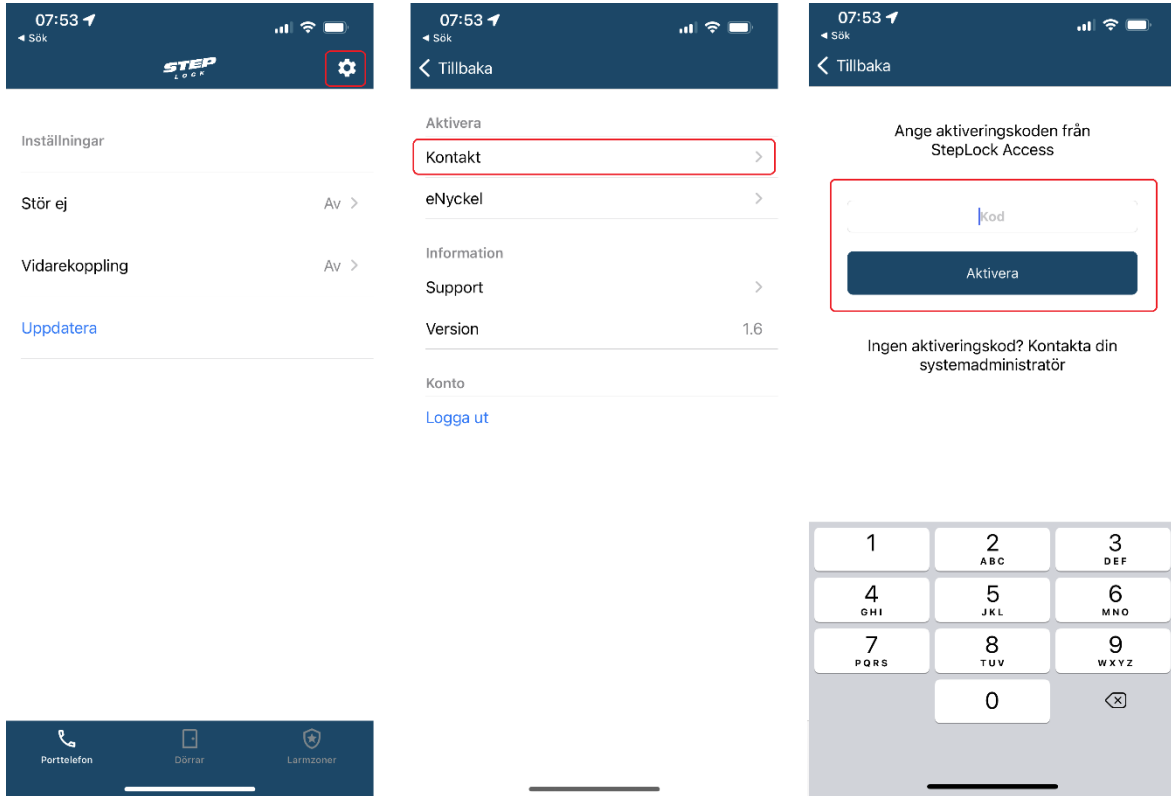 07:53
◀ Sök
STEP
LOCK
Inställningar
Stör ej
Av
Vidarekoppling
Av
Uppdatera
Porttelefon
Dörrar
Larmzoner
07:53
◀ Sök
Tillbaka
Aktivera
Kontakt
eNyckel
Information
Support
Version
1.6
Konto
Logga ut
07:53
◀ Sök
Tillbaka
Ange aktiveringskoden från
StepLock Access
Kod
Aktivera
Ingen aktiveringskod? Kontakta din
systemadministratör
1
2
ABC
3
DEF
4
GHI
5
JKL
6
MNO
7
PQRS
8
TUV
9
WXYZ
0